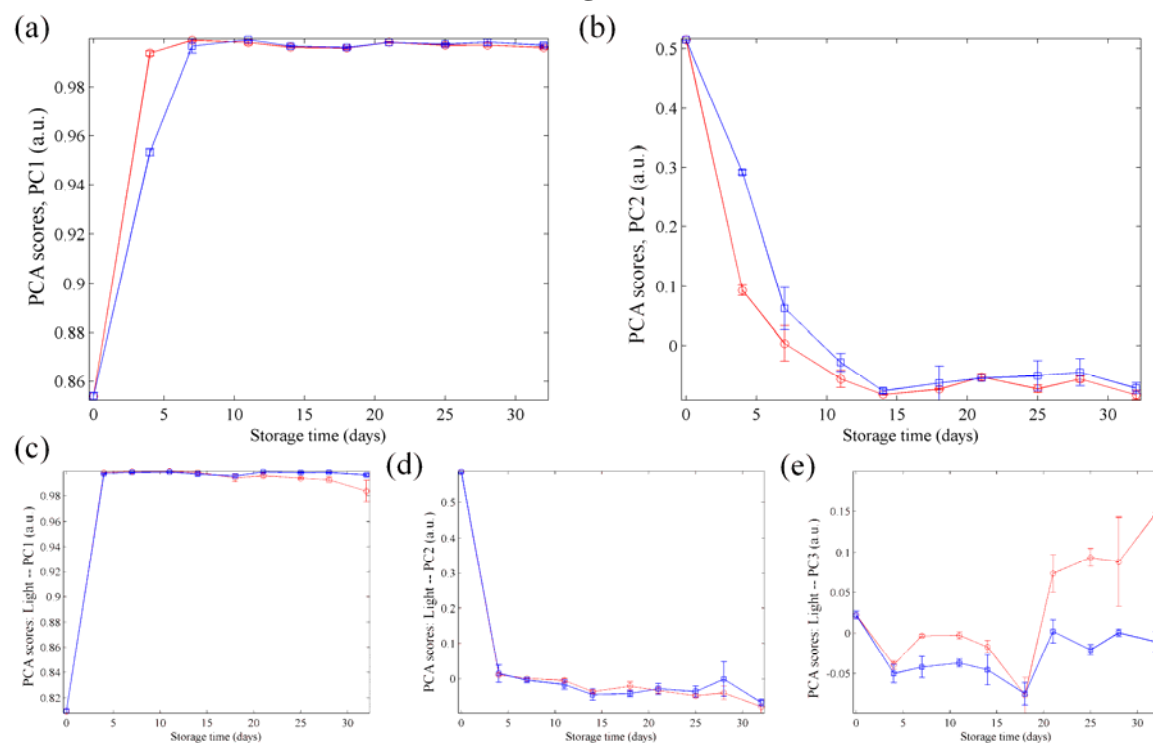 (a)
PCA scores, PC1 (a.u.)
0.98
0.96
0.94
0.92
0.9
0.88
0.86
0 5 10 15 20 25 30
Storage time (days)
(b)
PCA scores, PC2 (a.u.)
0.5
0.4
0.3
0.2
0.1
0
0 5 10 15 20 25 30
Storage time (days)
(c)
PCA scores: Light -- PC1 (a.u.)
0.98
0.96
0.94
0.92
0.9
0.88
0.86
0.84
0.82
0 5 10 15 20 25 30
Storage time (days)
(d)
PCA scores: Light -- PC2 (a.u.)
0.5
0.4
0.3
0.2
0.1
0
0 5 10 15 20 25 30
Storage time (days)
(e)
PCA scores: Light -- PC3 (a.u.)
0.15
0.1
0.05
0
-0.05
0 5 10 15 20 25 30
Storage time (days)